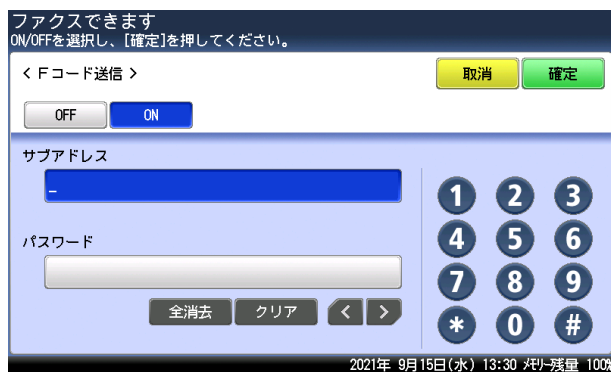 ファクスできます
ON/OFFを選択し、[確定]を押してください。
< Fコード送信 >
取消 確定
OFF ON
サブアドレス
_
パスワード
全消去 クリア < >
1 2 3
4 5 6
7 8 9
* 0 #
2021年 9月15日(水) 13:30 メモリー残量 100%